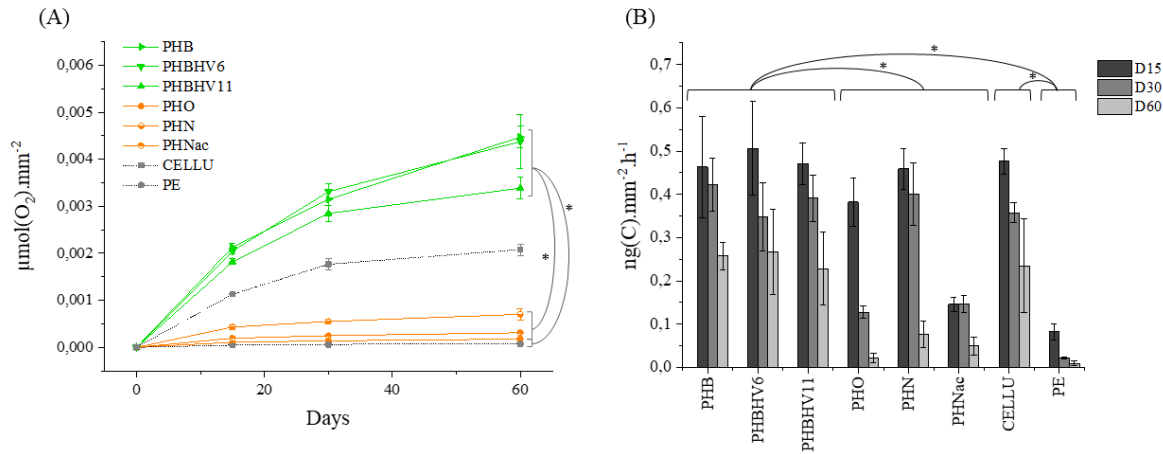 (A)
PHB
PHBHV6
PHBHV11
PHO
PHN
PHNac
CELLU
PE
0,006
0,005
0,004
0,003
0,002
0,001
0,000
µmol(O₂).mm⁻²
0 20 40 60
Days
*
*
(B)
D15
D30
D60
*
*
*
0,7
0,6
0,5
0,4
0,3
0,2
0,1
0,0
ng(C).mm⁻².h⁻¹
PHB
PHBHV6
PHBHV11
PHO
PHN
PHNac
CELLU
PE